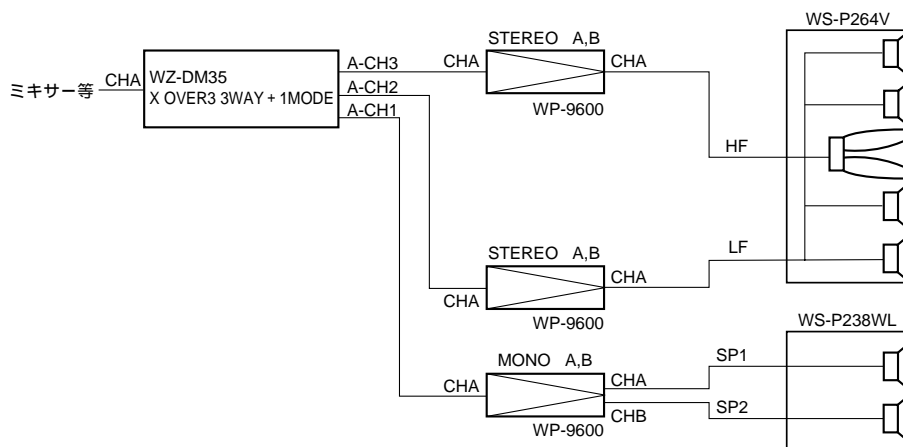 WS-P264V
STEREO A,B
CHA
CHA
WP-9600
ミキサー等
CHA
WZ-DM35
X OVER3 3WAY + 1MODE
A-CH3
A-CH2
A-CH1
HF
STEREO A,B
CHA
CHA
WP-9600
LF
WS-P238WL
MONO A,B
CHA
CHA
CHB
WP-9600
SP1
SP2